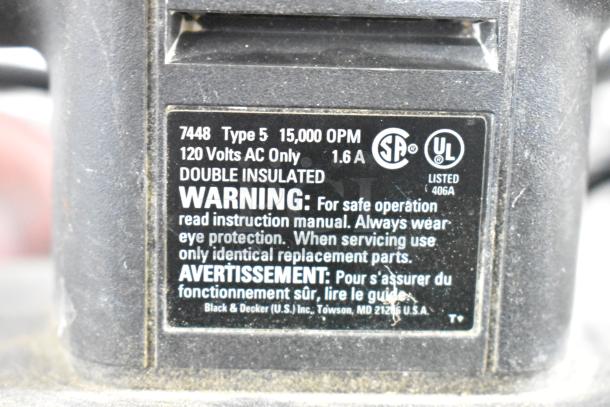 7448 Type 5 15,000 OPM
120 Volts AC Only 1.6 A
DOUBLE INSULATED
SA ®
UL ®
LISTED
406A
WARNING: For safe operation
read instruction manual. Always wear
eye protection. When servicing use
only identical replacement parts.
AVERTISSEMENT: Pour s'assurer du
fonctionnement sûr, lire le guide.
Black & Decker (U.S.) Inc., Towson, MD 21286 U.S.A.
T+